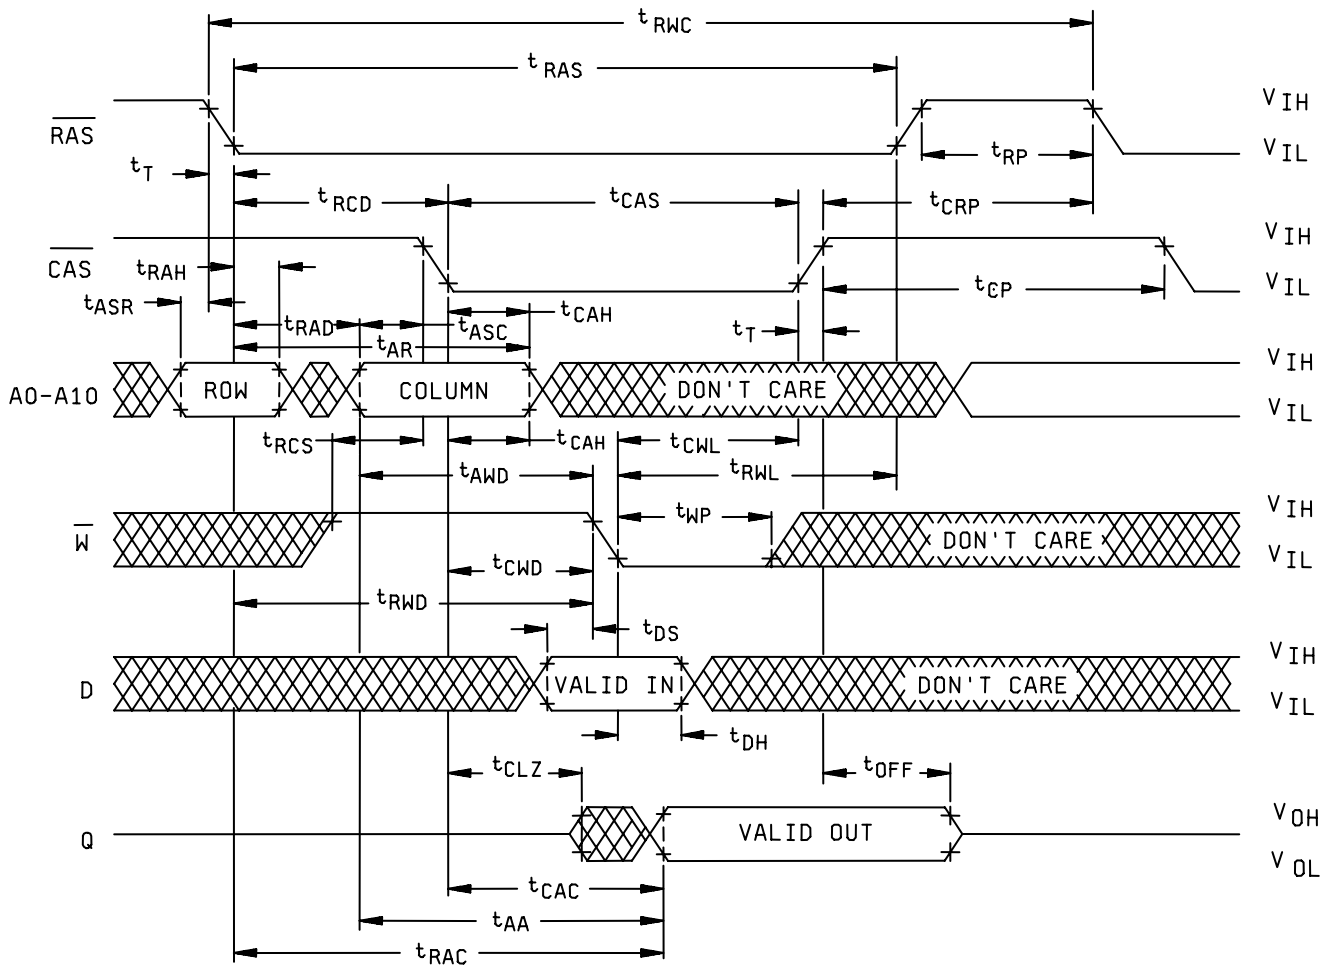 tRWC
tRAS
RAS
VIH
VIL
tT
tRP
tRCD
tCAS
tCRP
CAS
VIH
VIL
tRAH
tASR
tCP
tCAH
tRAD
tASC
tT
tAR
A0-A10
ROW
COLUMN
DON'T CARE
VIH
VIL
tRCS
tCAH
tCWL
tAWD
tRWL
W
tWP
DON'T CARE
VIH
VIL
tCWD
tRWD
tDS
D
VALID IN
DON'T CARE
VIH
VIL
tDH
tCLZ
tOFF
Q
VALID OUT
VOH
VOL
tCAC
tAA
tRAC